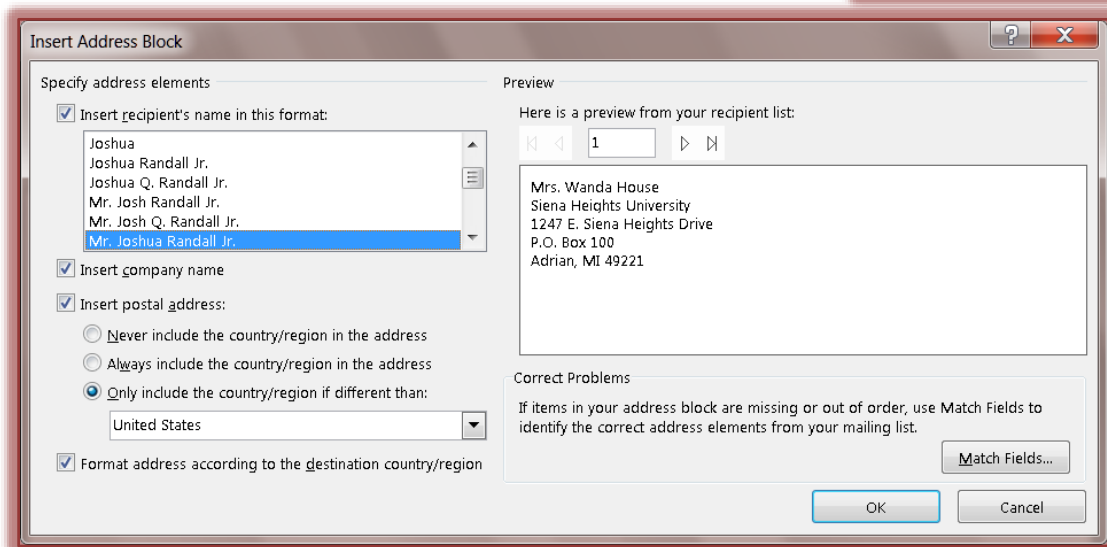 Insert Address Block
Specify address elements
Insert recipient's name in this format:
Joshua
Joshua Randall Jr.
Joshua Q. Randall Jr.
Mr. Josh Randall Jr.
Mr. Josh Q. Randall Jr.
Mr. Joshua Randall Jr.
Insert company name
Insert postal address:
Never include the country/region in the address
Always include the country/region in the address
Only include the country/region if different than:
United States
Format address according to the destination country/region
Preview
Here is a preview from your recipient list:
1
Mrs. Wanda House
Siena Heights University
1247 E. Siena Heights Drive
P.O. Box 100
Adrian, MI 49221
Correct Problems
If items in your address block are missing or out of order, use Match Fields to
identify the correct address elements from your mailing list.
Match Fields...
OK
Cancel